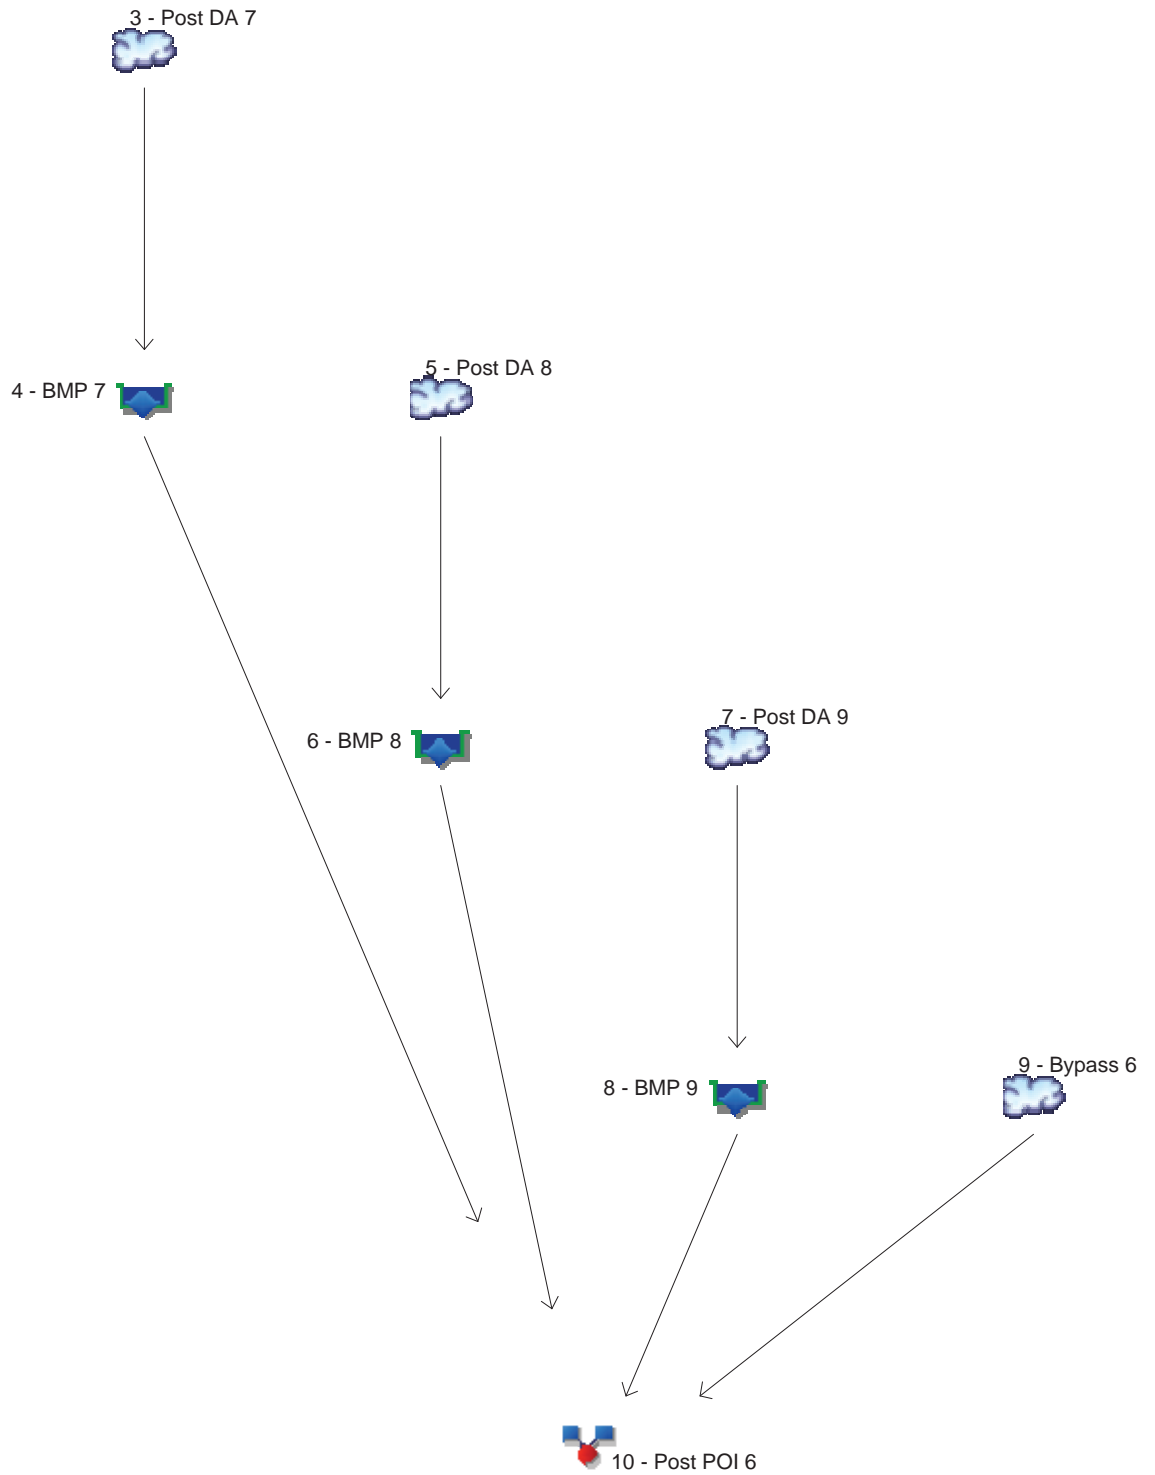 3 - Post DA 7
4 - BMP 7
5 - Post DA 8
6 - BMP 8
7 - Post DA 9
8 - BMP 9
9 - Bypass 6
10 - Post POI 6